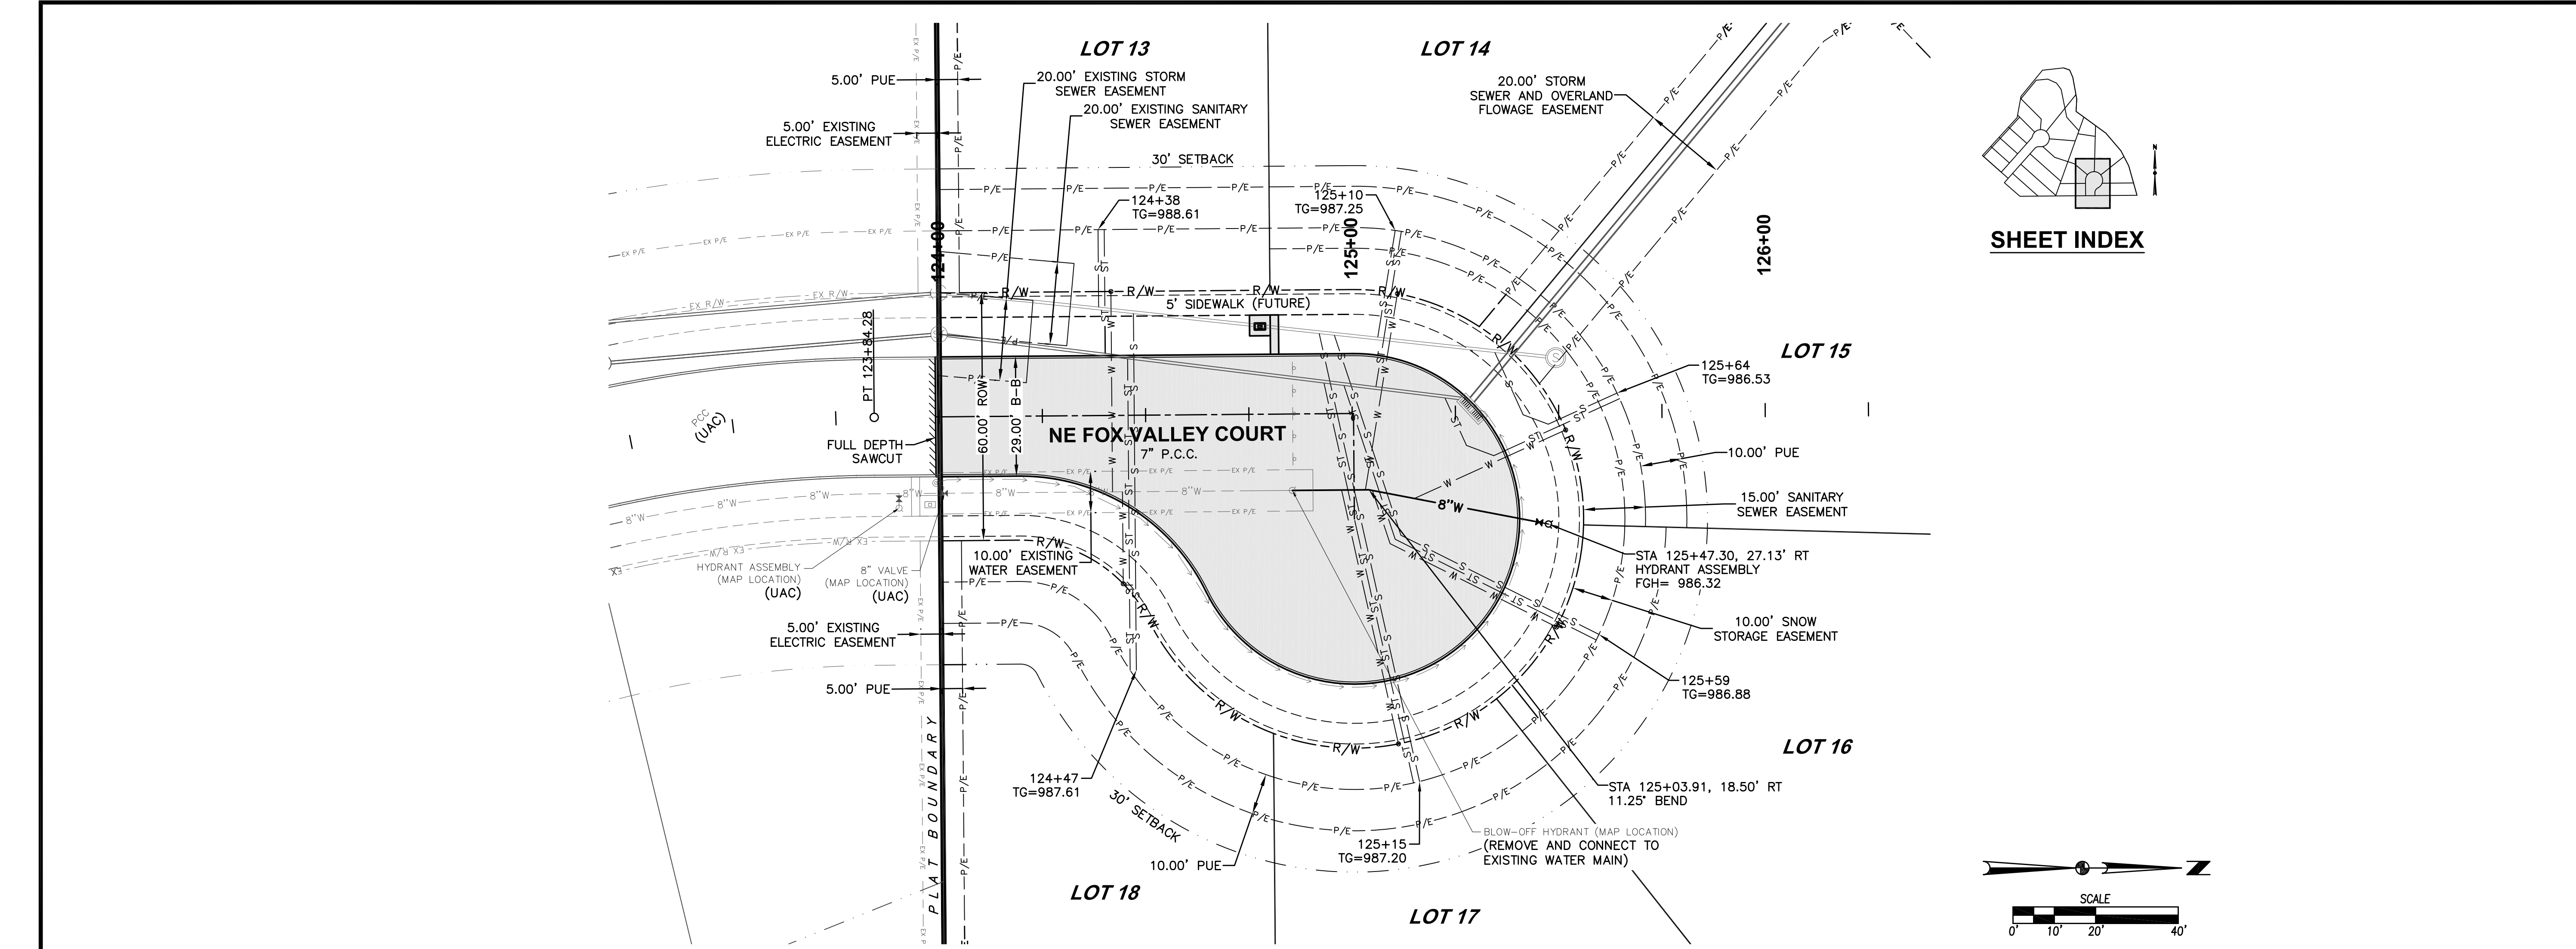 LOT 13
LOT 14
5.00' PUE
20.00' EXISTING STORM
SEWER EASEMENT
20.00' EXISTING SANITARY
SEWER EASEMENT
20.00' STORM
SEWER AND OVERLAND
FLOWAGE EASEMENT
5.00' EXISTING
ELECTRIC EASEMENT
30' SETBACK
124+38
TG=988.61
125+10
TG=987.25
124+00
125+00
126+00
SHEET INDEX
N
EX R/W
EX R/W
R/W
R/W
R/W
R/W
5' SIDEWALK (FUTURE)
PT 123+84.28
60.00' ROW
29.00' B-B
PCC
(UAC)
FULL DEPTH
SAWCUT
NE FOX VALLEY COURT
7" P.C.C.
R/W
LOT 15
125+64
TG=986.53
R/W
10.00' PUE
15.00' SANITARY
SEWER EASEMENT
8"W
8"W
8"W
8"W
8"W
8"W
STA 125+47.30, 27.13' RT
HYDRANT ASSEMBLY
FGH= 986.32
HYDRANT ASSEMBLY
(MAP LOCATION)
(UAC)
8" VALVE
(MAP LOCATION)
(UAC)
R/W
10.00' EXISTING
WATER EASEMENT
10.00' SNOW
STORAGE EASEMENT
5.00' EXISTING
ELECTRIC EASEMENT
R/W
R/W
5.00' PUE
125+59
TG=986.88
R/W
R/W
R/W
LOT 16
PLAT BOUNDARY
124+47
TG=987.61
30' SETBACK
STA 125+03.91, 18.50' RT
11.25° BEND
BLOW-OFF HYDRANT (MAP LOCATION)
(REMOVE AND CONNECT TO
EXISTING WATER MAIN)
125+15
TG=987.20
10.00' PUE
LOT 18
LOT 17
SCALE
0' 10' 20' 40'